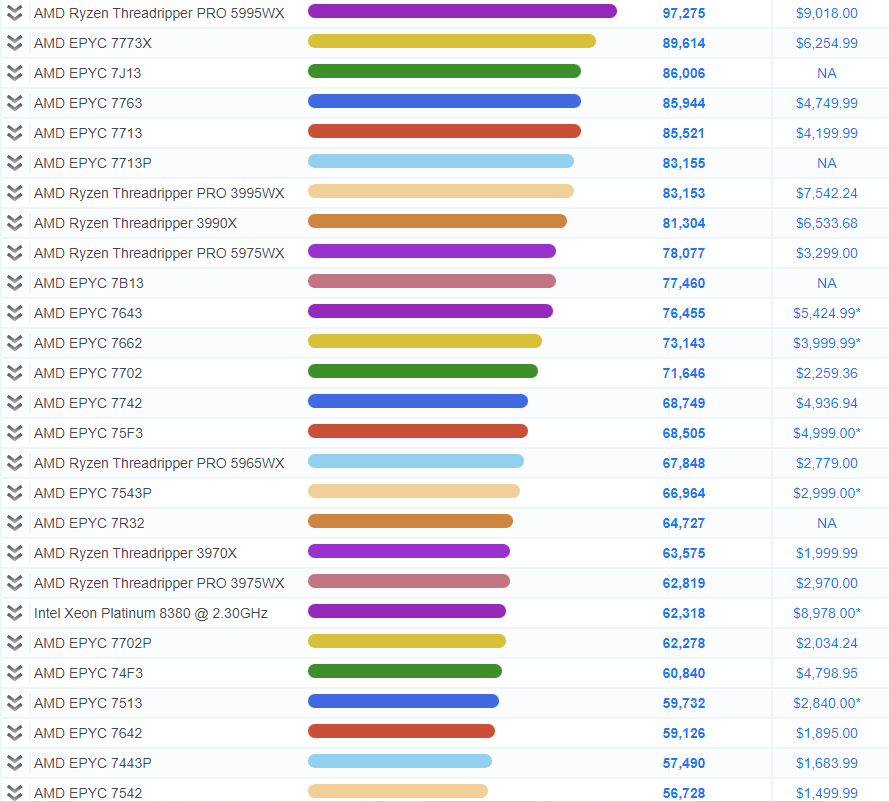 AMD Ryzen Threadripper PRO 5995WX 97,275 $9,018.00
AMD EPYC 7773X 89,614 $6,254.99
AMD EPYC 7J13 86,006 NA
AMD EPYC 7763 85,944 $4,749.99
AMD EPYC 7713 85,521 $4,199.99
AMD EPYC 7713P 83,155 NA
AMD Ryzen Threadripper PRO 3995WX 83,153 $7,542.24
AMD Ryzen Threadripper 3990X 81,304 $6,533.68
AMD Ryzen Threadripper PRO 5975WX 78,077 $3,299.00
AMD EPYC 7B13 77,460 NA
AMD EPYC 7643 76,455 $5,424.99*
AMD EPYC 7662 73,143 $3,999.99*
AMD EPYC 7702 71,646 $2,259.36
AMD EPYC 7742 68,749 $4,936.94
AMD EPYC 75F3 68,505 $4,999.00*
AMD Ryzen Threadripper PRO 5965WX 67,848 $2,779.00
AMD EPYC 7543P 66,964 $2,999.00*
AMD EPYC 7R32 64,727 NA
AMD Ryzen Threadripper 3970X 63,575 $1,999.99
AMD Ryzen Threadripper PRO 3975WX 62,819 $2,970.00
Intel Xeon Platinum 8380 @ 2.30GHz 62,318 $8,978.00*
AMD EPYC 7702P 62,278 $2,034.24
AMD EPYC 74F3 60,840 $4,798.95
AMD EPYC 7513 59,732 $2,840.00*
AMD EPYC 7642 59,126 $1,895.00
AMD EPYC 7443P 57,490 $1,683.99
AMD EPYC 7542 56,728 $1,499.99